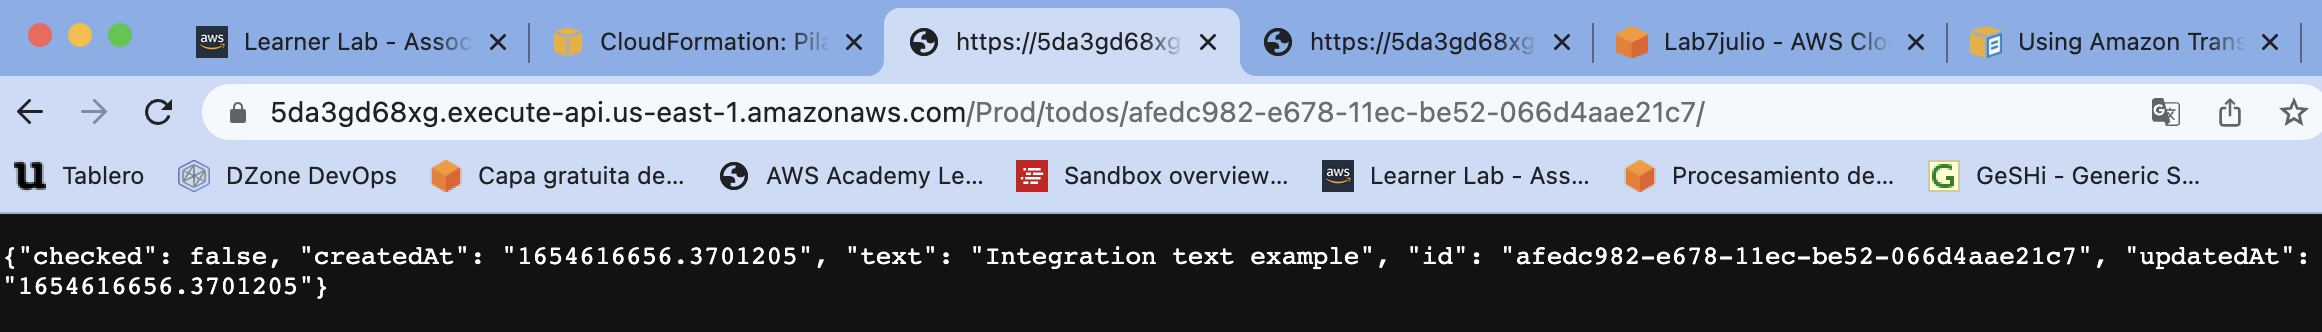 aws Learner Lab - Assoc
CloudFormation: Pila
https://5da3gd68xg
https://5da3gd68xg
Lab7julio - AWS Clo
Using Amazon Trans
5da3gd68xg.execute-api.us-east-1.amazonaws.com/Prod/todos/afedc982-e678-11ec-be52-066d4aae21c7/
Tablero
DZone DevOps
Capa gratuita de...
AWS Academy Le...
Sandbox overview...
aws Learner Lab - Ass...
Procesamiento de...
G GeSHi - Generic S...
{"checked": false, "createdAt": "1654616656.3701205", "text": "Integration text example", "id": "afedc982-e678-11ec-be52-066d4aae21c7", "updatedAt":
"1654616656.3701205"}